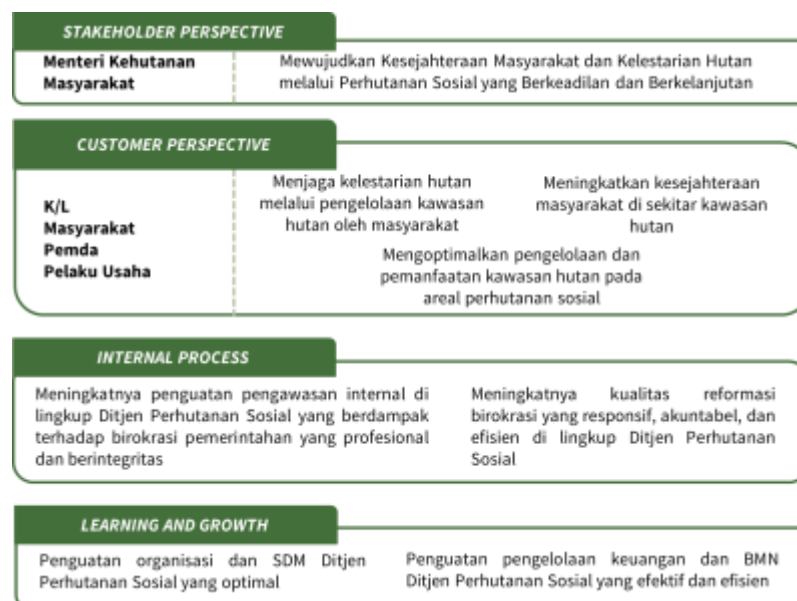 STAKEHOLDER PERSPECTIVE
Menteri Kehutanan
Masyarakat
Mewujudkan Kesejahteraan Masyarakat dan Kelestarian Hutan
melalui Perhutanan Sosial yang Berkeadilan dan Berkelanjutan
CUSTOMER PERSPECTIVE
K/L
Masyarakat
Pemda
Pelaku Usaha
Menjaga kelestarian hutan
melalui pengelolaan kawasan
hutan oleh masyarakat
Meningkatkan kesejahteraan
masyarakat di sekitar kawasan
hutan
Mengoptimalkan pengelolaan dan
pemanfaatan kawasan hutan pada
areal perhutanan sosial
INTERNAL PROCESS
Meningkatnya penguatan pengawasan internal di
lingkup Ditjen Perhutanan Sosial yang berdampak
terhadap birokrasi pemerintahan yang profesional
dan berintegritas
Meningkatnya kualitas reformasi
birokrasi yang responsif, akuntabel, dan
efisien di lingkup Ditjen Perhutanan
Sosial
LEARNING AND GROWTH
Penguatan organisasi dan SDM Ditjen
Perhutanan Sosial yang optimal
Penguatan pengelolaan keuangan dan BMN
Ditjen Perhutanan Sosial yang efektif dan efisien